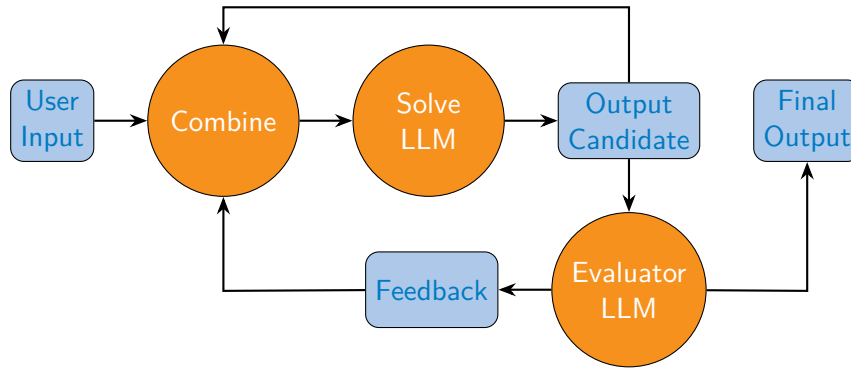 User
Input
Combine
Solve
LLM
Output
Candidate
Final
Output
Feedback
Evaluator
LLM